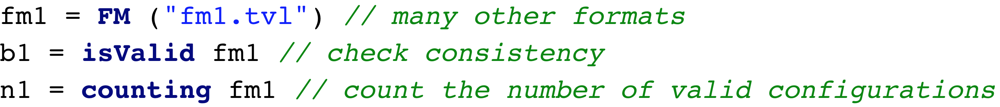 fm1 = FM ("fm1.tvl") // many other formats
b1 = isValid fm1 // check consistency
n1 = counting fm1 // count the number of valid configurations